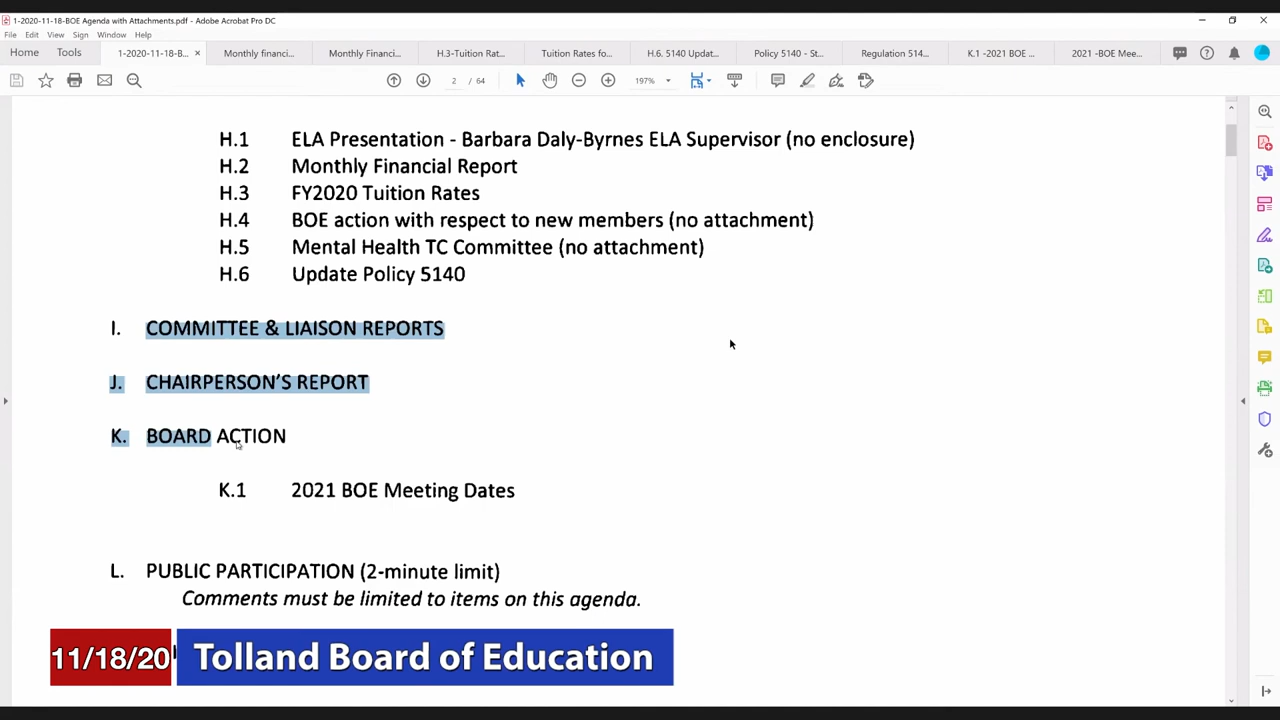 1-2020-11-18-BOE Agenda with Attachments.pdf - Adobe Acrobat Pro DC
File Edit View Sign Window Help
Home Tools 1-2020-11-18-B... × Monthly financi... Monthly Financi... H.3-Tuition Rat... Tuition Rates fo... H.6. 5140 Updat... Policy 5140 - St... Regulation 514... K.1 -2021 BOE ... 2021 -BOE Mee...
2 / 64 197%
H.1 ELA Presentation - Barbara Daly-Byrnes ELA Supervisor (no enclosure)
H.2 Monthly Financial Report
H.3 FY2020 Tuition Rates
H.4 BOE action with respect to new members (no attachment)
H.5 Mental Health TC Committee (no attachment)
H.6 Update Policy 5140
I. COMMITTEE & LIAISON REPORTS
J. CHAIRPERSON'S REPORT
K. BOARD ACTION
K.1 2021 BOE Meeting Dates
L. PUBLIC PARTICIPATION (2-minute limit)
Comments must be limited to items on this agenda.
11/18/20 Tolland Board of Education